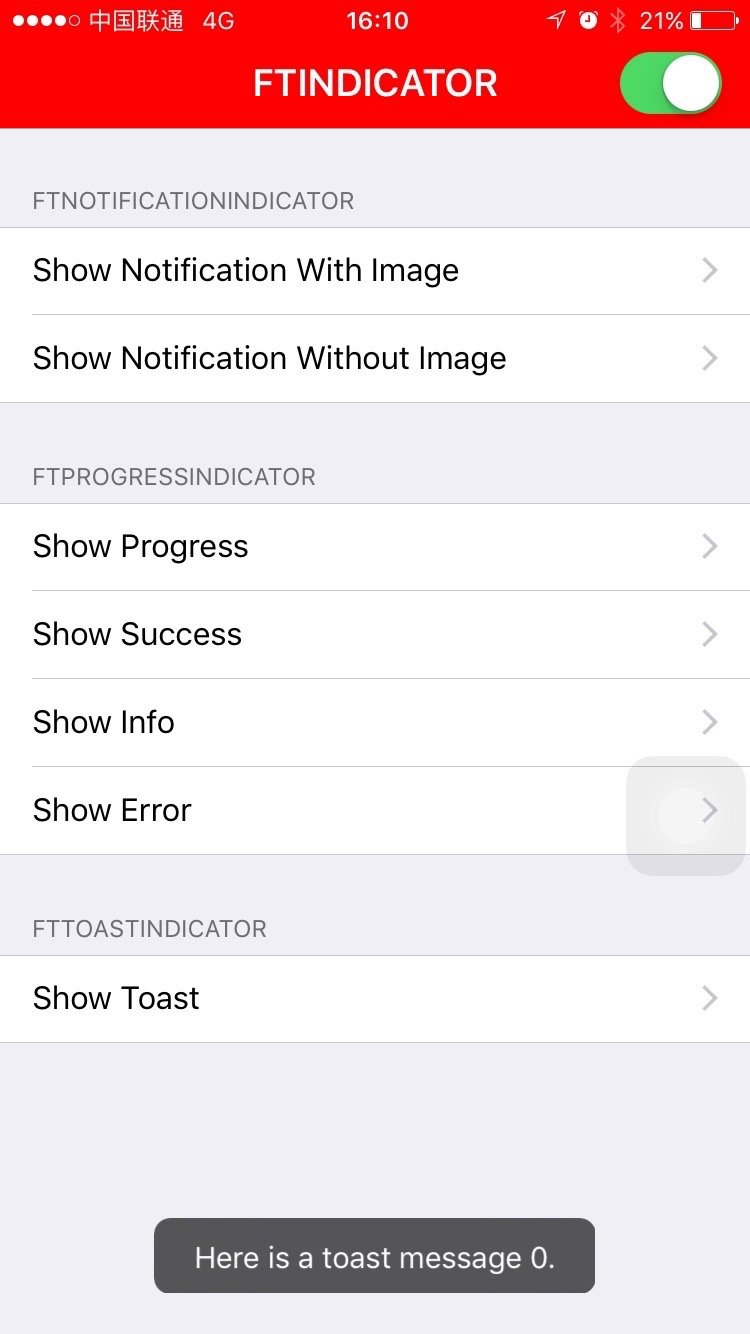 中国联通 4G 16:10 21%
FTINDICATOR
FTNOTIFICATIONINDICATOR
Show Notification With Image
Show Notification Without Image
FTPROGRESSINDICATOR
Show Progress
Show Success
Show Info
Show Error
FTTOASTINDICATOR
Show Toast
Here is a toast message 0.